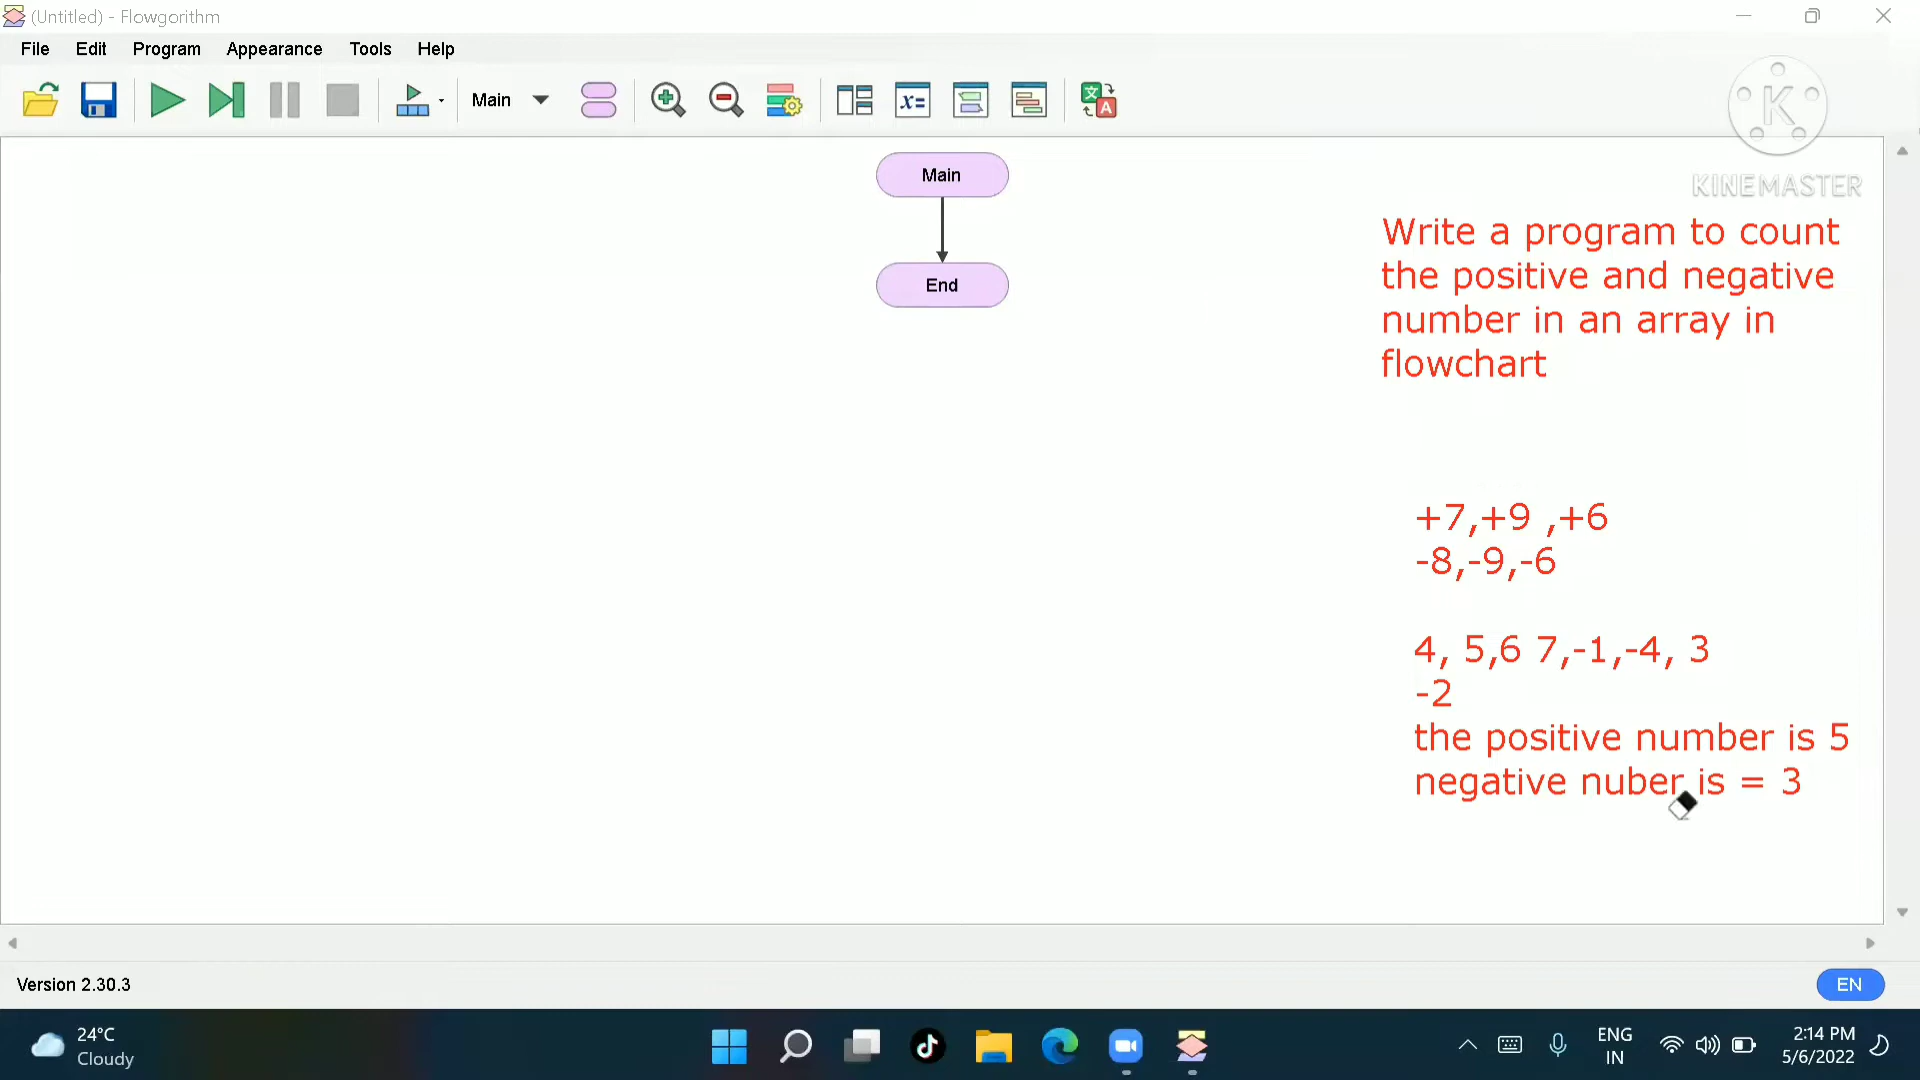 (Untitled) - Flowgorithm
File Edit Program Appearance Tools Help
Main
x=
文 A
K
KINEMASTER
Main
End
Write a program to count
the positive and negative
number in an array in
flowchart
+7,+9 ,+6
-8,-9,-6
4, 5,6 7,-1,-4, 3
-2
the positive number is 5
negative nuber is = 3
Version 2.30.3
EN
24°C
Cloudy
ENG
IN
2:14 PM
5/6/2022